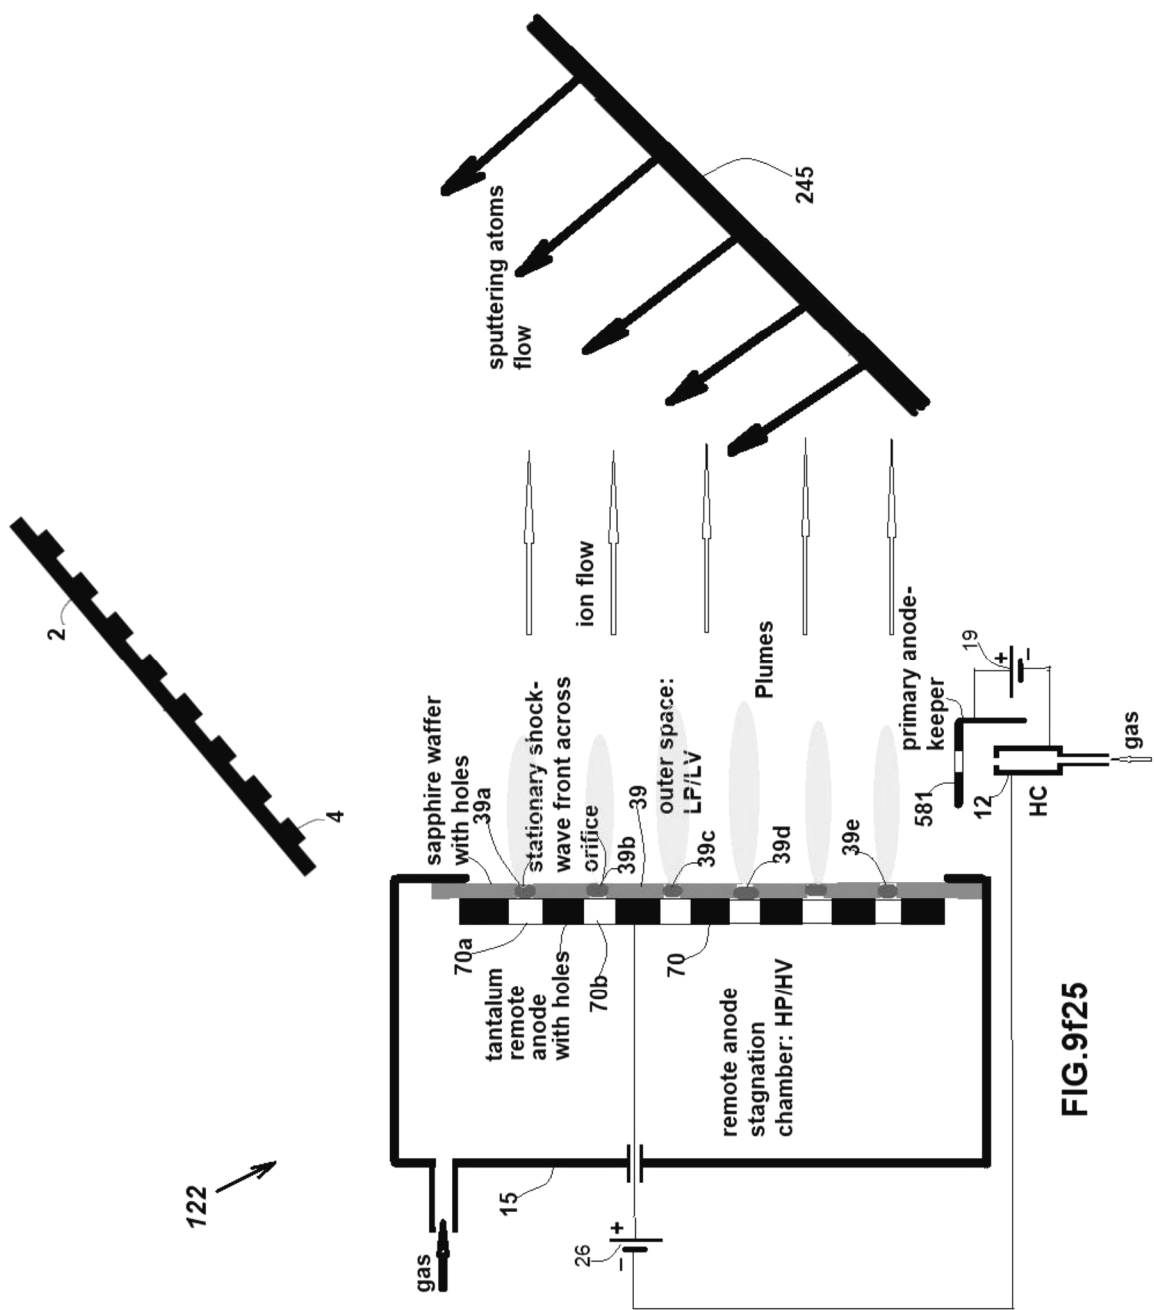 122
gas
26
−
+
15
remote anode
stagnation
chamber: HP/HV
tantalum
remote
anode
with holes
70a
70b
70
sapphire waffer
with holes
39a
stationary shock-
wave front across
orifice
39b
39
39c
39d
39e
outer space:
LP/LV
Plumes
ion flow
sputtering atoms
flow
245
2
4
primary anode-
keeper
581
12
HC
19
+
−
gas
FIG.9f25